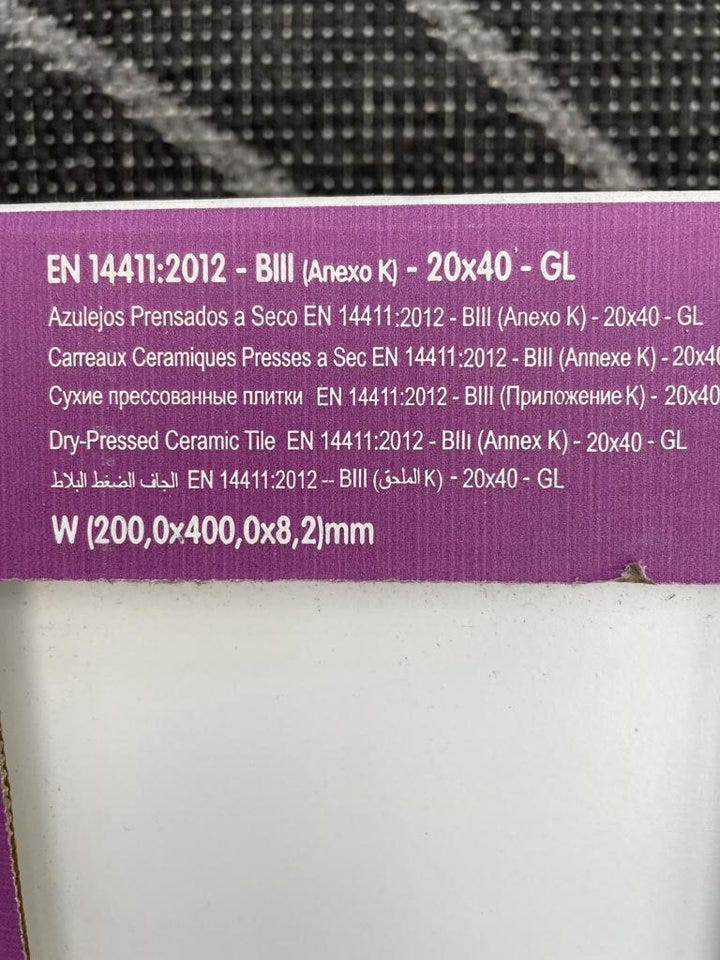 EN 14411:2012 - BIII (Anexo K) - 20x40 - GL
Azulejos Prensados a Seco EN 14411:2012 - BIII (Anexo K) - 20x40 - GL
Carreaux Ceramiques Presses a Sec EN 14411:2012 - BIII (Annexe K) - 20x40
Сухие прессованные плитки EN 14411:2012 - BIII (Приложение K) - 20x40
Dry-Pressed Ceramic Tile EN 14411:2012 - BIII (Annex K) - 20x40 - GL
الجاف الضغط البلاط EN 14411:2012 -- BIII (الملحق K) - 20x40 - GL
W (200,0x400,0x8,2)mm